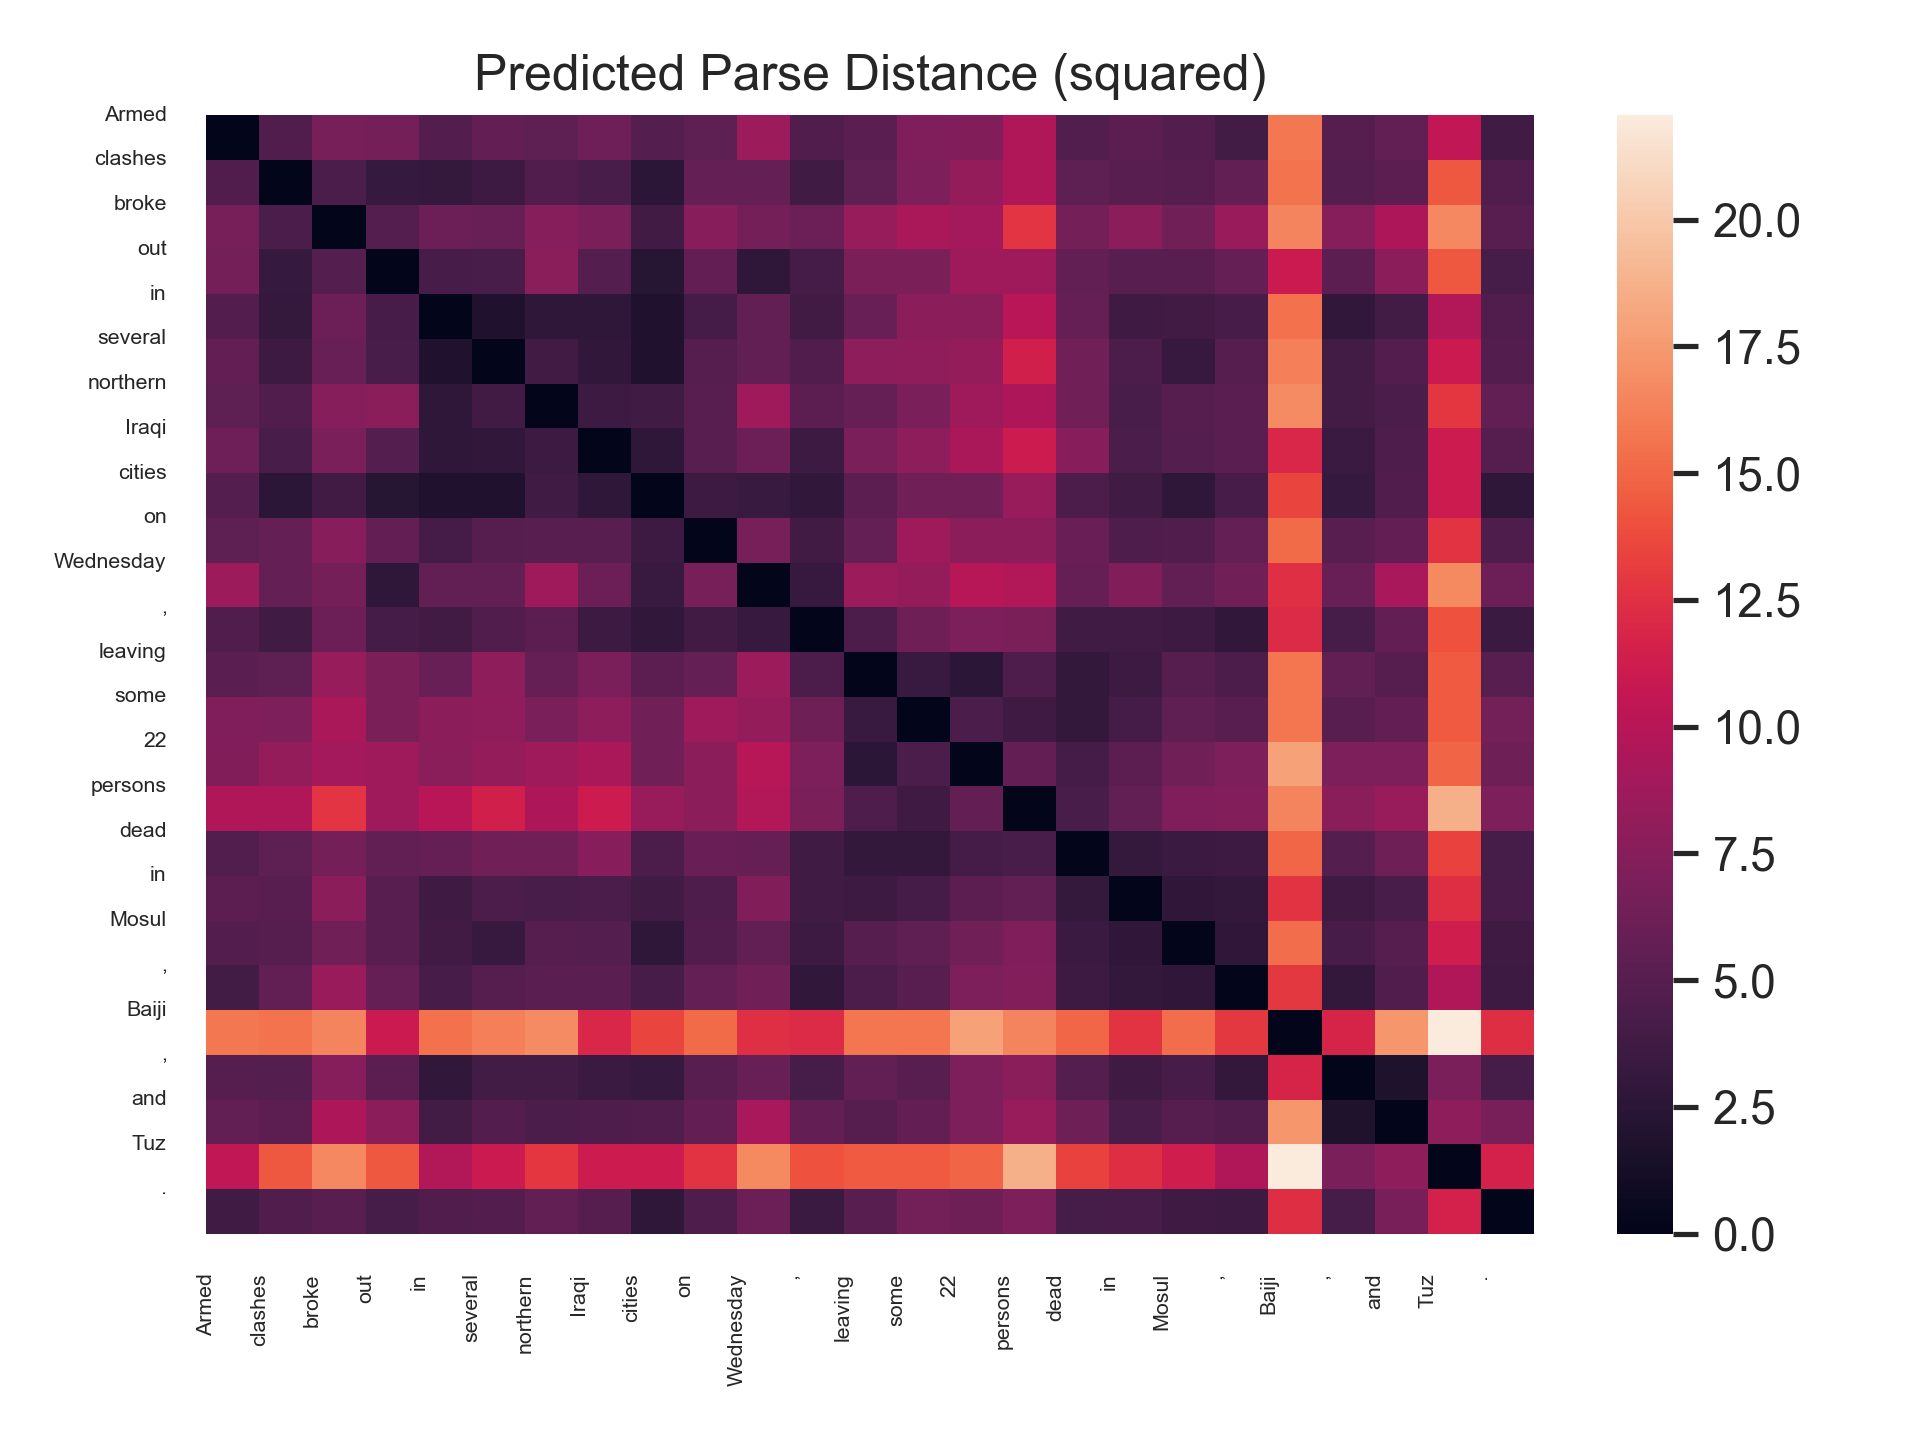 Predicted Parse Distance (squared)
Armed
clashes
broke
out
in
several
northern
Iraqi
cities
on
Wednesday
,
leaving
some
22
persons
dead
in
Mosul
,
Baiji
,
and
Tuz
.
20.0
17.5
15.0
12.5
10.0
7.5
5.0
2.5
0.0
Armed
clashes
broke
out
in
several
northern
Iraqi
cities
on
Wednesday
,
leaving
some
22
persons
dead
in
Mosul
,
Baiji
,
and
Tuz
.